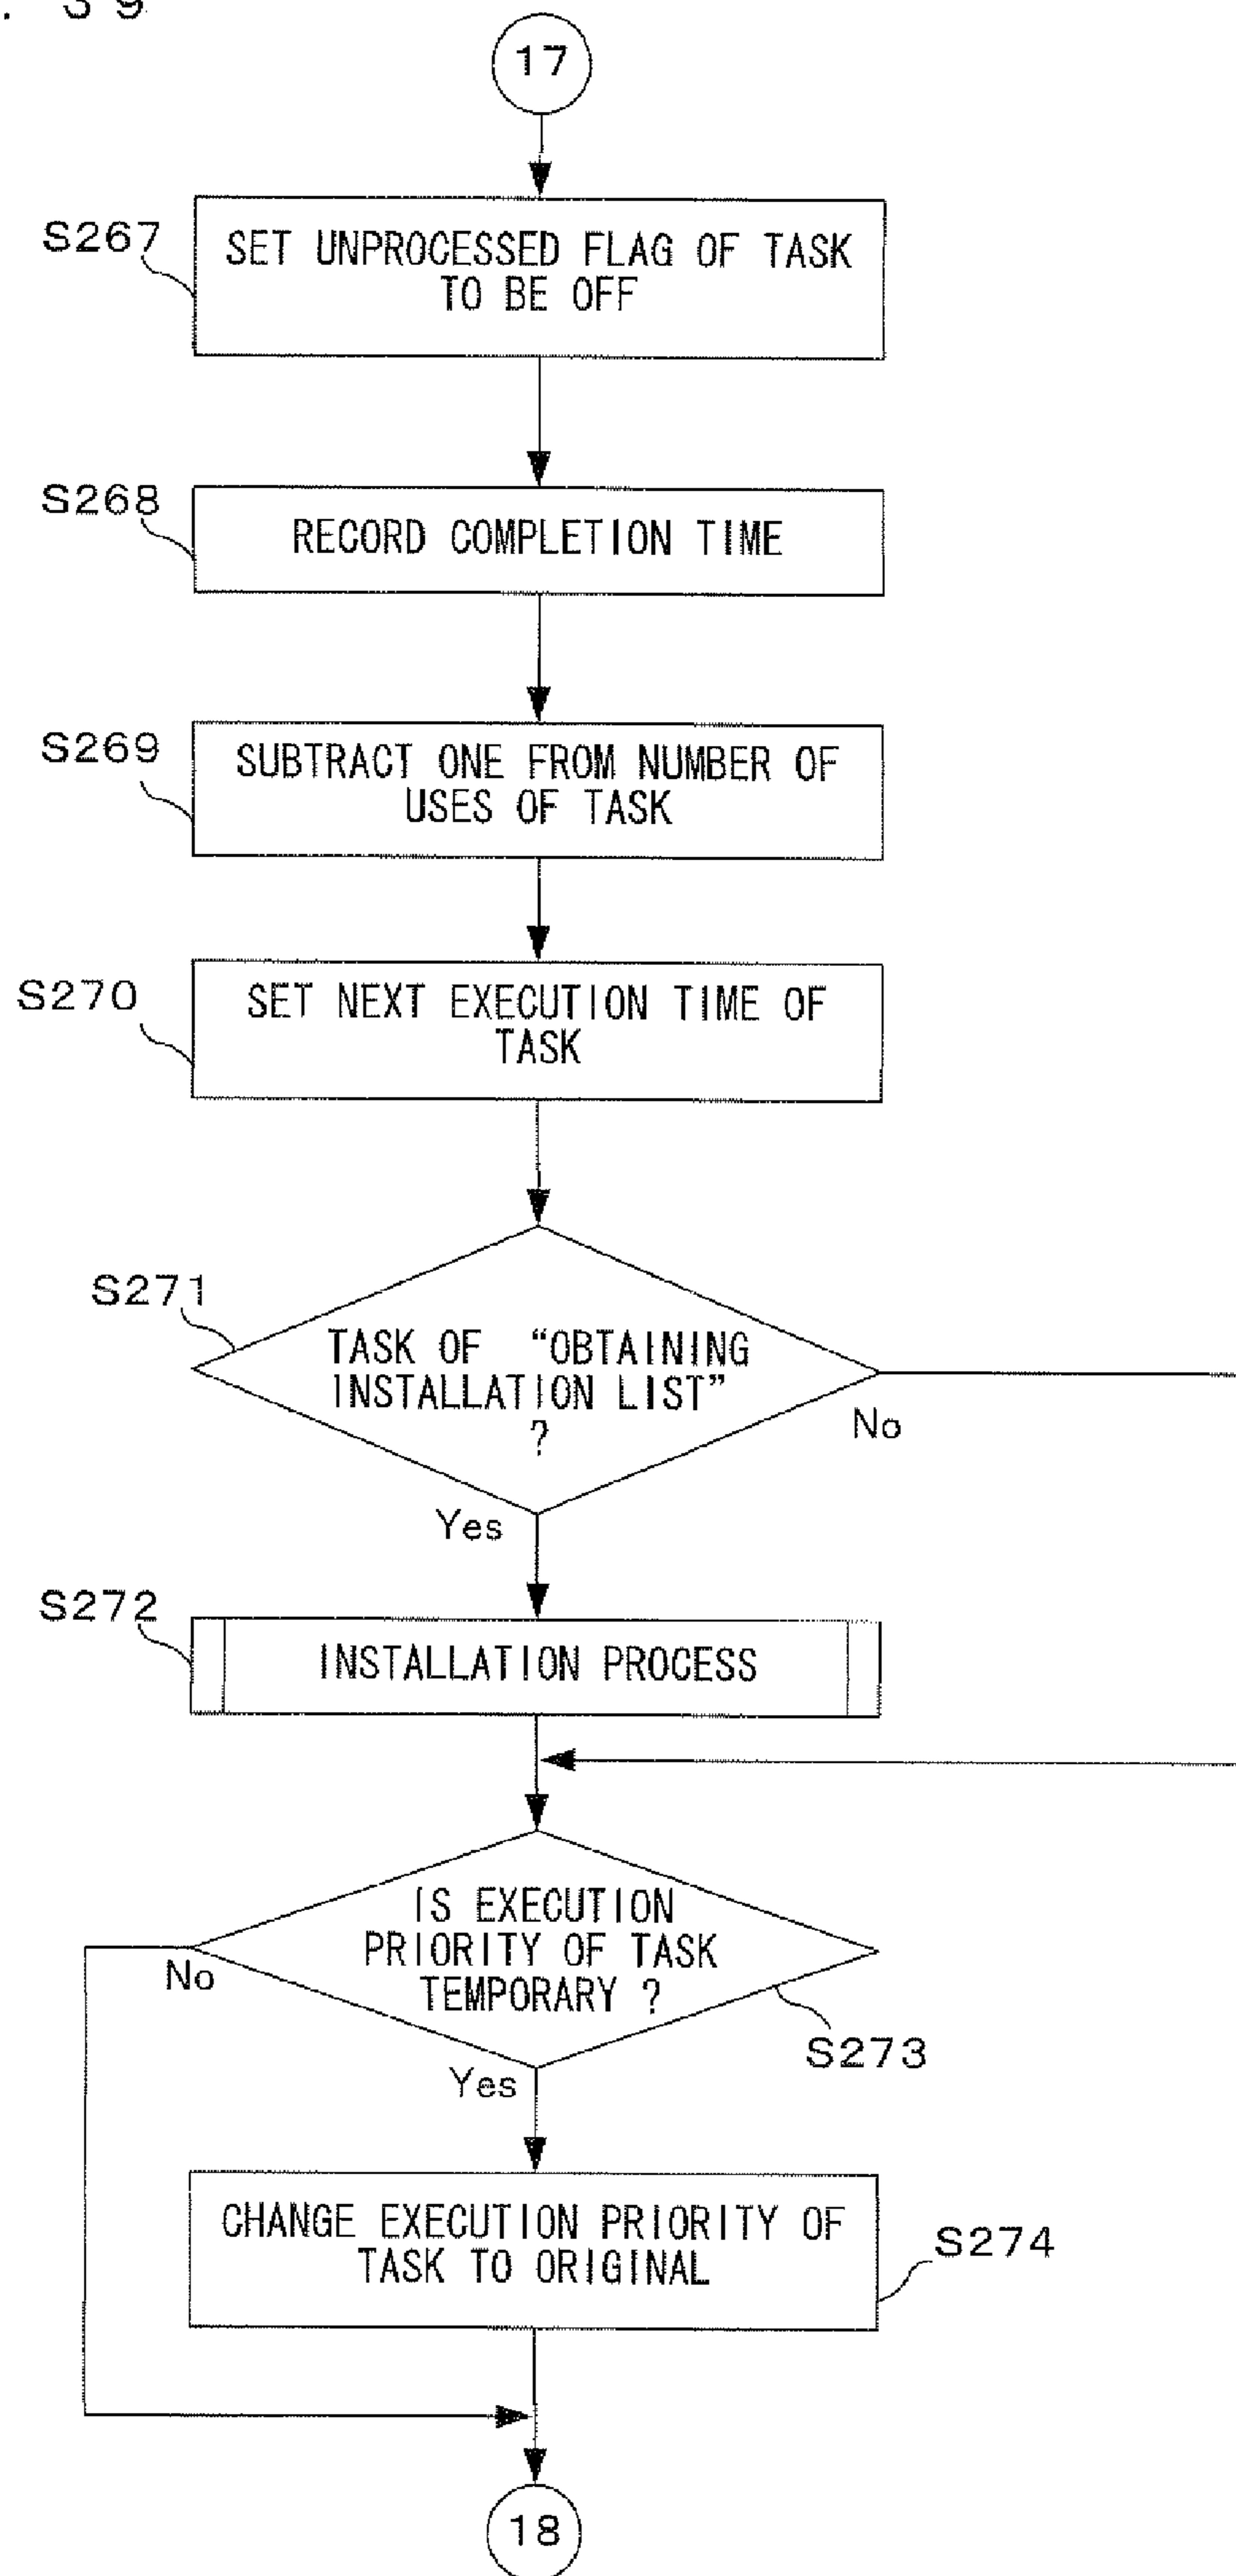 . 39
17
S267
SET UNPROCESSED FLAG OF TASK
TO BE OFF
S268
RECORD COMPLETION TIME
S269
SUBTRACT ONE FROM NUMBER OF
USES OF TASK
S270
SET NEXT EXECUTION TIME OF
TASK
S271
TASK OF "OBTAINING
INSTALLATION LIST"
?
No
Yes
S272
INSTALLATION PROCESS
IS EXECUTION
PRIORITY OF TASK
TEMPORARY ?
No
S273
Yes
CHANGE EXECUTION PRIORITY OF
TASK TO ORIGINAL
S274
18